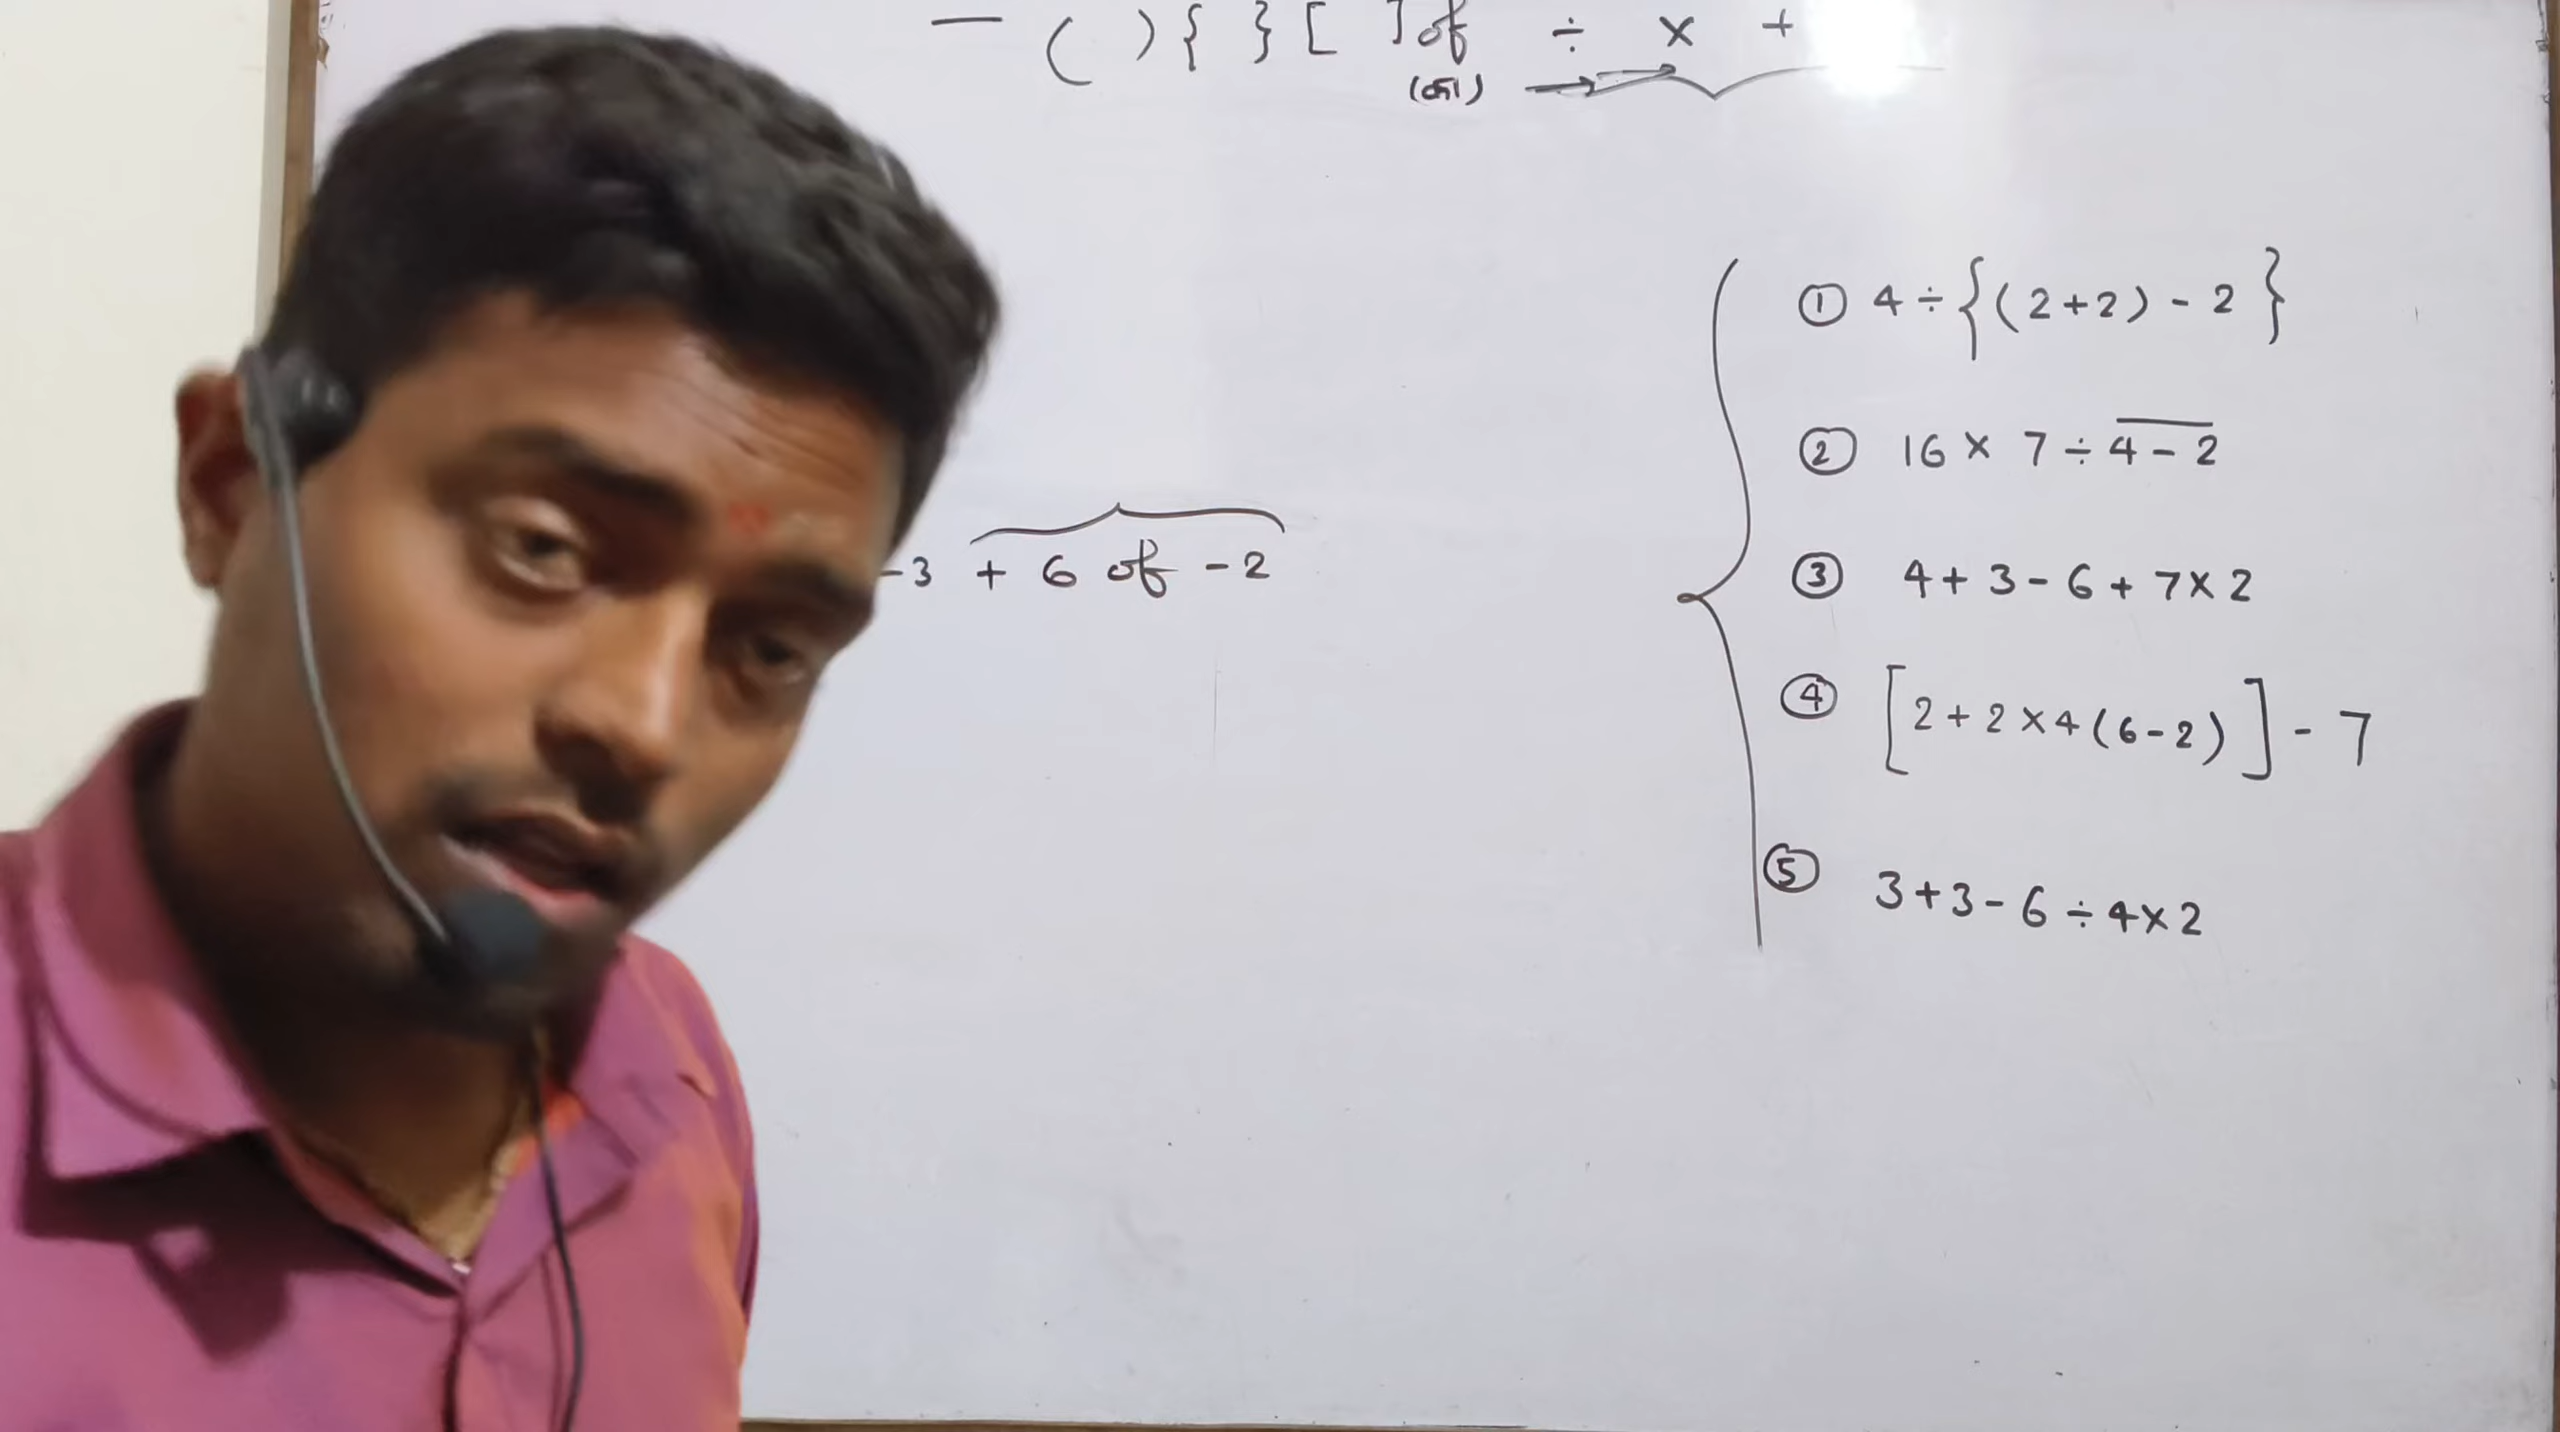 — ( ) { } [ ] of ÷ × +
(का)
① 4 ÷ {(2+2) - 2}
② 16 × 7 ÷ 4̅ ̅-̅ ̅2̅
-3 + 6 of -2
③ 4 + 3 - 6 + 7 × 2
④ [2 + 2 × 4 (6-2)] - 7
⑤ 3 + 3 - 6 ÷ 4 × 2